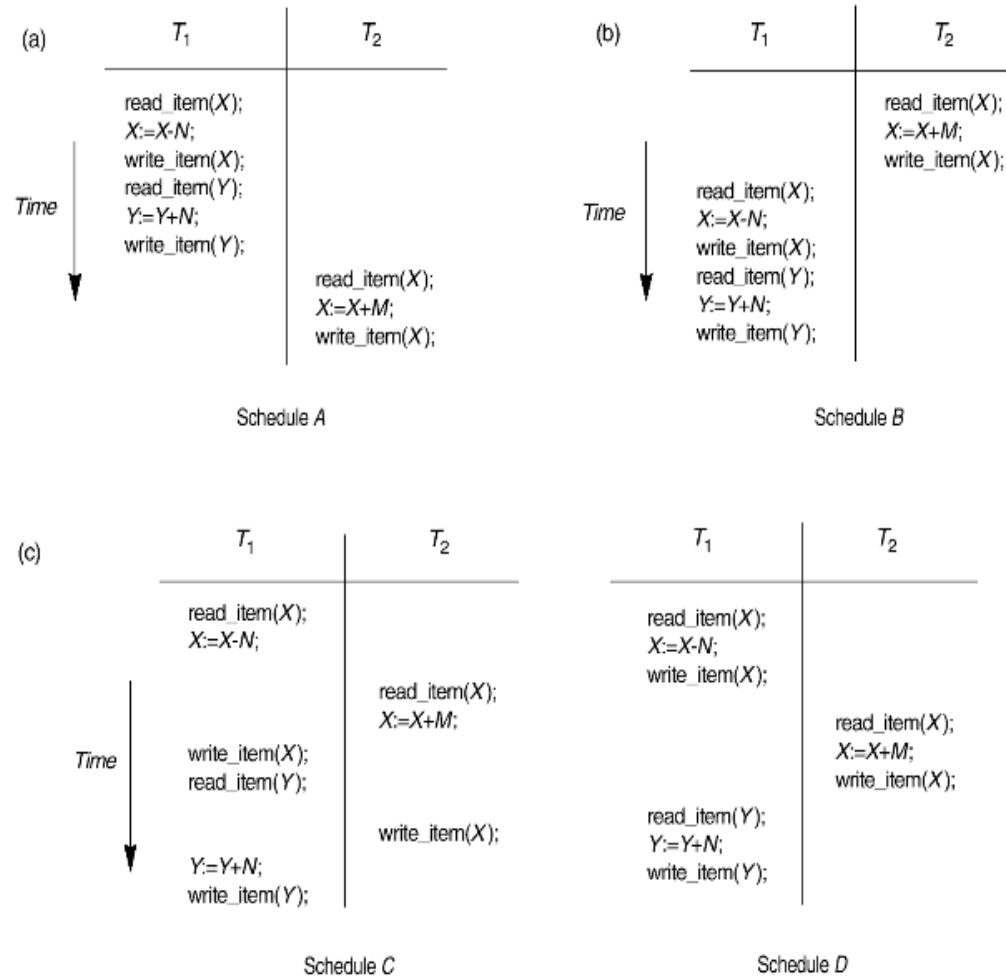 (a)
T1
T2
read_item(X);
X:=X-N;
write_item(X);
read_item(Y);
Y:=Y+N;
write_item(Y);
read_item(X);
X:=X+M;
write_item(X);
Time
Schedule A
(b)
T1
T2
read_item(X);
X:=X+M;
write_item(X);
read_item(X);
X:=X-N;
write_item(X);
read_item(Y);
Y:=Y+N;
write_item(Y);
Time
Schedule B
(c)
T1
T2
read_item(X);
X:=X-N;
read_item(X);
X:=X+M;
write_item(X);
read_item(Y);
write_item(X);
Y:=Y+N;
write_item(Y);
Time
Schedule C
T1
T2
read_item(X);
X:=X-N;
write_item(X);
read_item(X);
X:=X+M;
write_item(X);
read_item(Y);
Y:=Y+N;
write_item(Y);
Schedule D